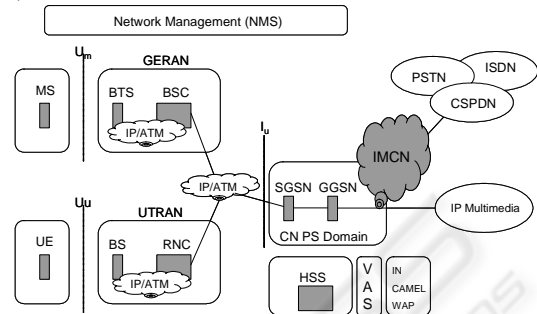 Network Management (NMS)
Um
GERAN
MS
BTS
BSC
IP/ATM
PSTN
ISDN
CSPDN
Iu
IMCN
IP/ATM
SGSN
GGSN
CN PS Domain
IP Multimedia
Uu
UTRAN
UE
BS
RNC
IP/ATM
HSS
V
A
S
IN
CAMEL
WAP